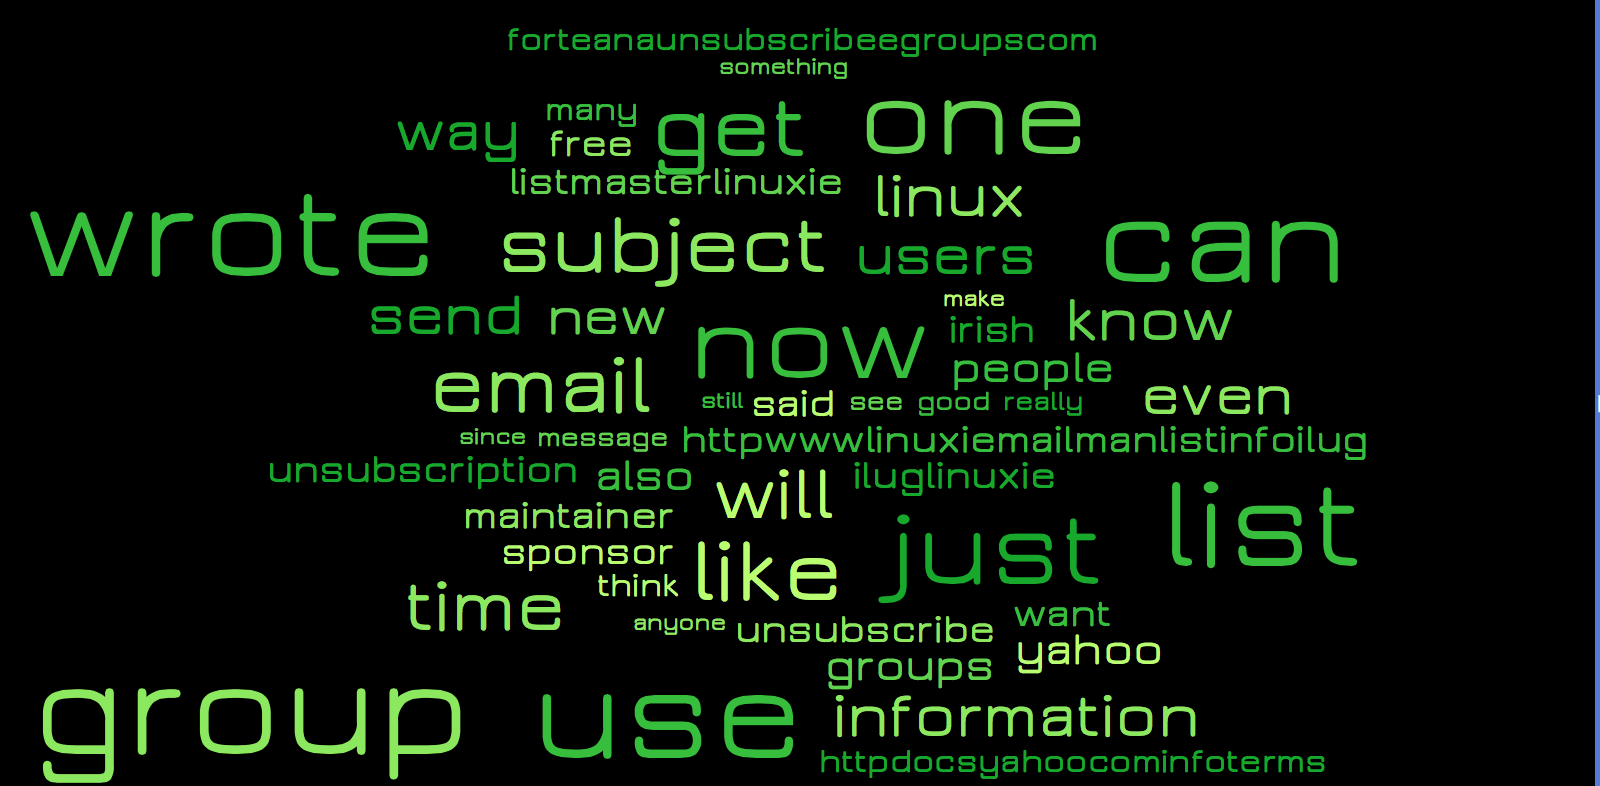 forteanaunsubscribeegroupscom
something
many
way free get one
listmasterlinuxie linux
wrote subject users can
make
send new now irish know
people
email still said see good really even
since message httpwwwlinuxiemailmanlistinfoilug
unsubscription also will iluglinuxie
maintainer just list
sponsor
think like
time want
anyone unsubscribe yahoo
groups
group use information
httpdocsyahoocominfoterms